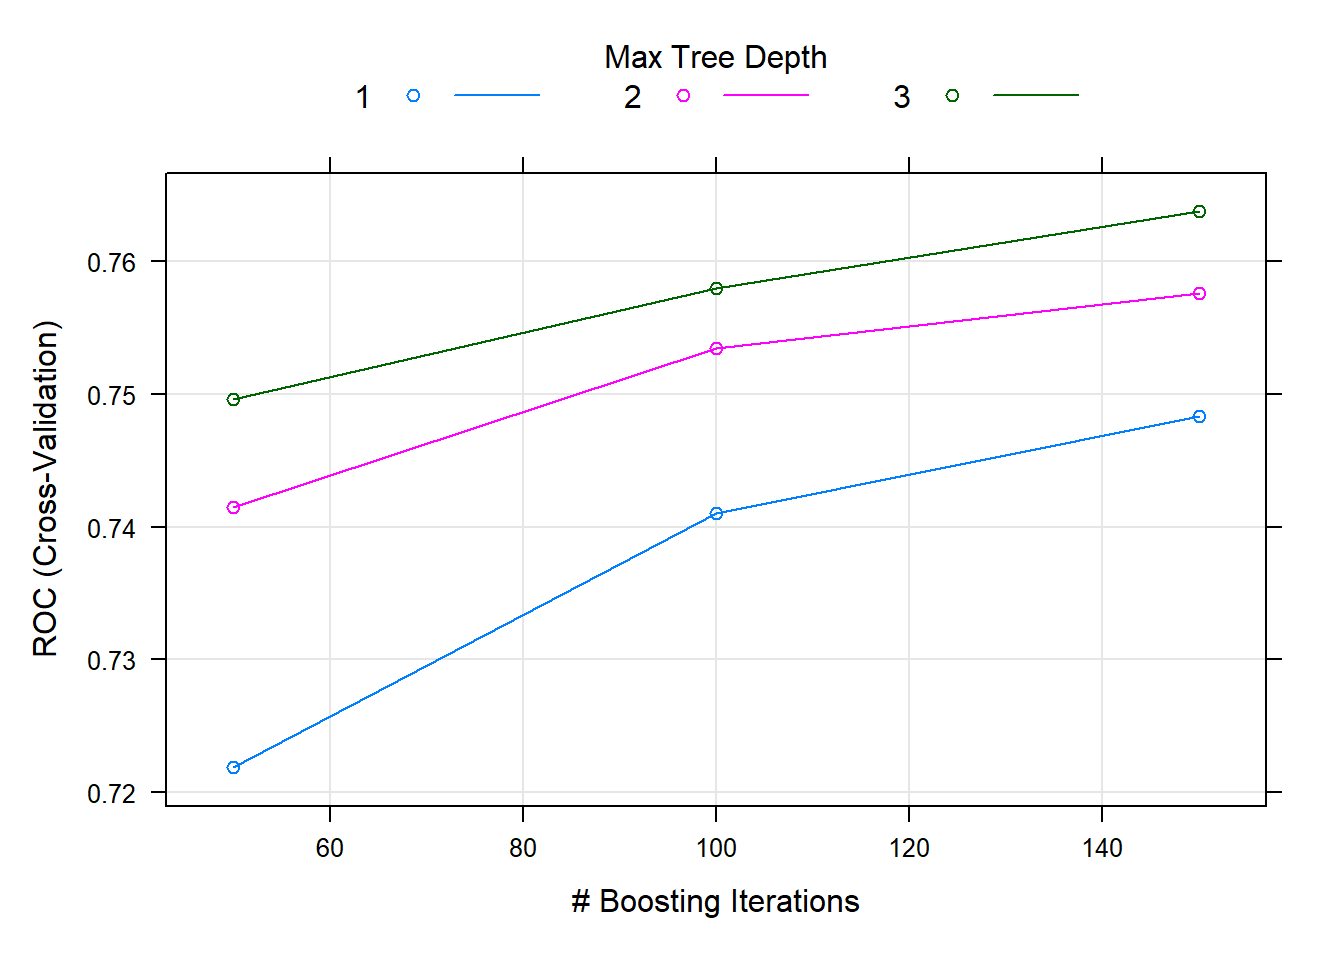 Max Tree Depth
1 2 3
0.76
0.75
0.74
0.73
0.72
ROC (Cross-Validation)
60 80 100 120 140
# Boosting Iterations